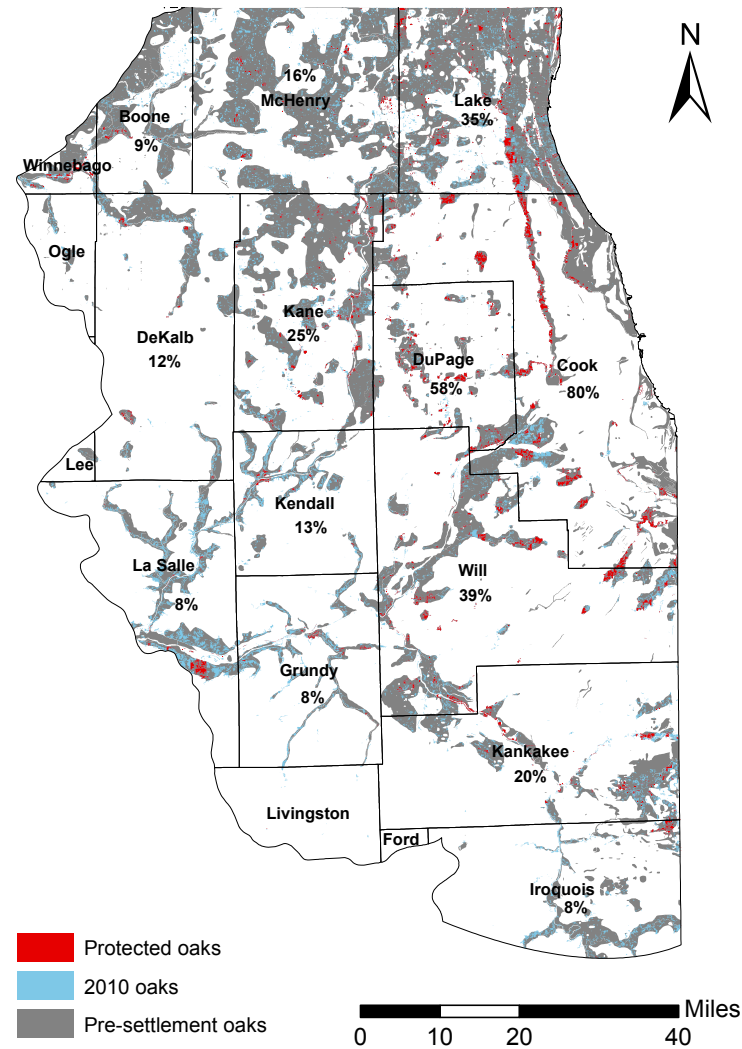 N
16%
McHenry
Lake
35%
Boone
9%
Winnebago
Ogle
Kane
25%
DeKalb
12%
DuPage
58%
Cook
80%
Lee
Kendall
13%
La Salle
8%
Will
39%
Grundy
8%
Kankakee
20%
Livingston
Ford
Iroquois
8%
Protected oaks
2010 oaks
Pre-settlement oaks
Miles
0 10 20 40